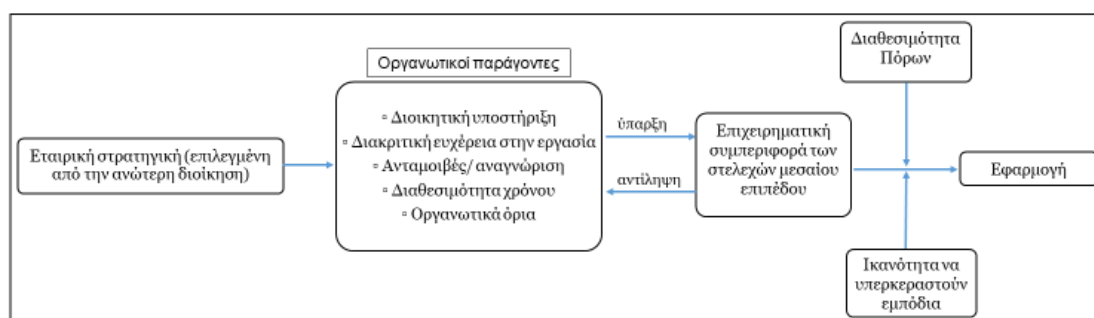 Διαθεσιμότητα
Πόρων
Οργανωτικοί παράγοντες
▫ Διοικητική υποστήριξη
▫ Διακριτική ευχέρεια στην εργασία
▫ Ανταμοιβές/ αναγνώριση
▫ Διαθεσιμότητα χρόνου
▫ Οργανωτικά όρια
Εταιρική στρατηγική (επιλεγμένη
από την ανώτερη διοίκηση)
ύπαρξη
αντίληψη
Επιχειρηματική
συμπεριφορά των
στελεχών μεσαίου
επιπέδου
Εφαρμογή
Ικανότητα να
υπερκεραστούν
εμπόδια